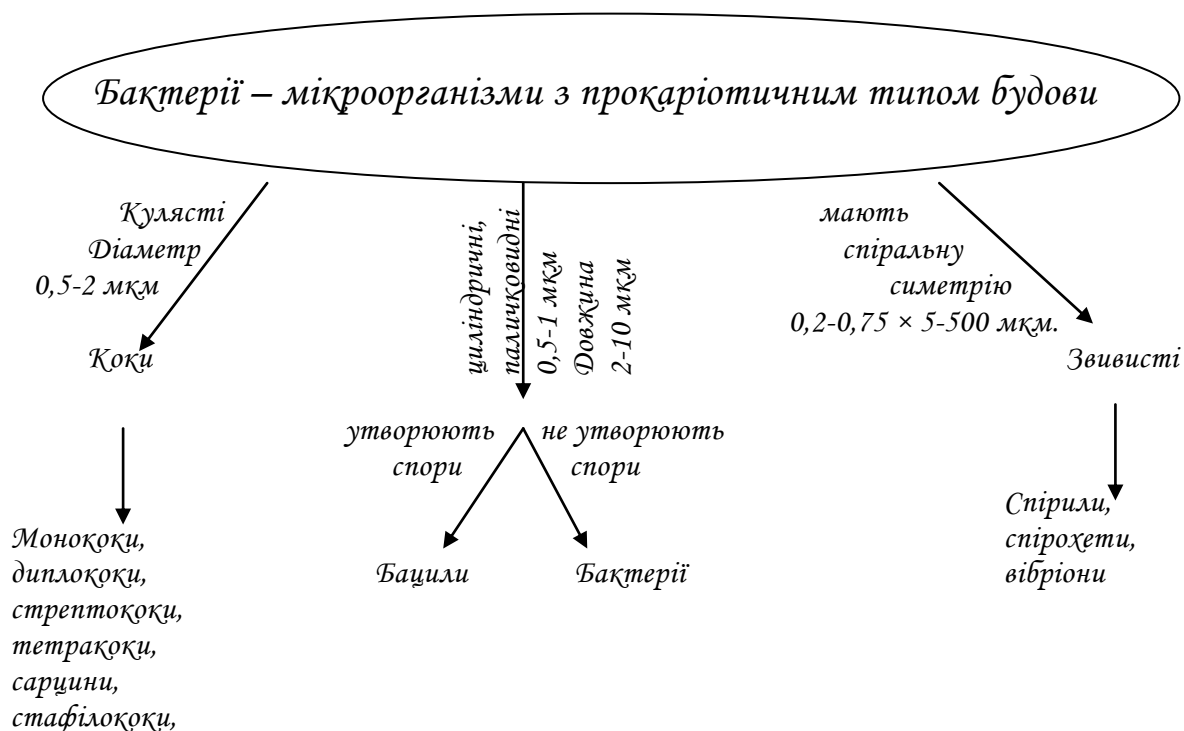 Бактерії – мікроорганізми з прокаріотичним типом будови
Кулясті
Діаметр
0,5-2 мкм
Коки
Монококи,
диплококи,
стрептококи,
тетракоки,
сарцини,
стафілококи,
циліндричні,
паличковидні
0,5-1 мкм
Довжина
2-10 мкм
утворюють
спори
не утворюють
спори
Бацили
Бактерії
мають
спіральну
симетрію
0,2-0,75 × 5-500 мкм.
Звивисті
Спірили,
спірохети,
вібріони